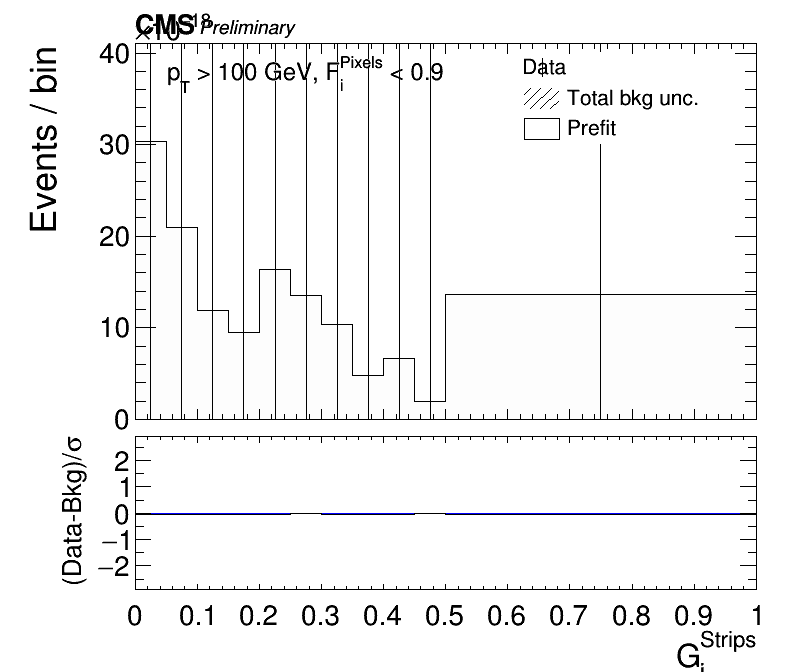 CMS Preliminary
×10^18
p_T > 100 GeV, F_i^Pixels < 0.9
Data
Total bkg unc.
Prefit
Events / bin
40
30
20
10
0
(Data-Bkg)/σ
2
1
0
−1
−2
0 0.1 0.2 0.3 0.4 0.5 0.6 0.7 0.8 0.9 1
G_i^Strips